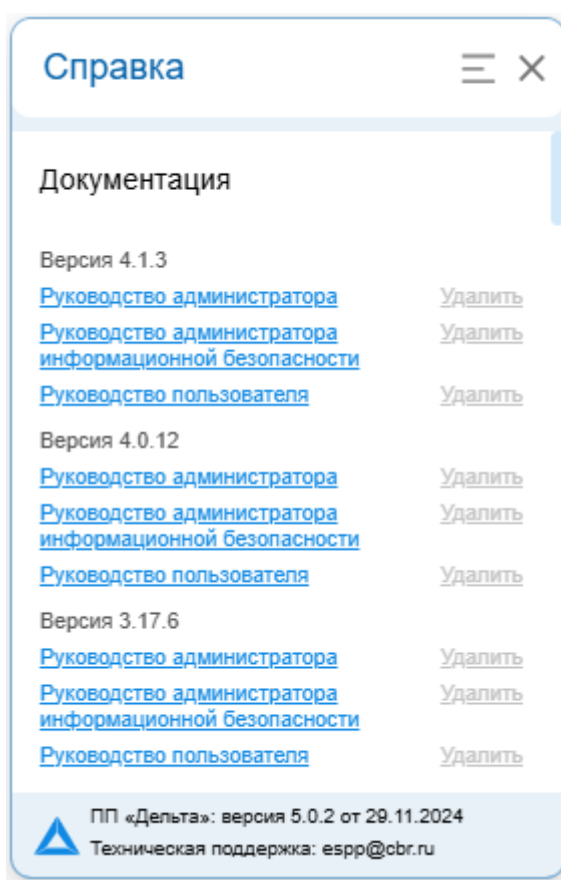 Справка
Документация
Версия 4.1.3
Руководство администратора Удалить
Руководство администратора Удалить
информационной безопасности
Руководство пользователя Удалить
Версия 4.0.12
Руководство администратора Удалить
Руководство администратора Удалить
информационной безопасности
Руководство пользователя Удалить
Версия 3.17.6
Руководство администратора Удалить
Руководство администратора Удалить
информационной безопасности
Руководство пользователя Удалить
ПП «Дельта»: версия 5.0.2 от 29.11.2024
Техническая поддержка: espp@cbr.ru